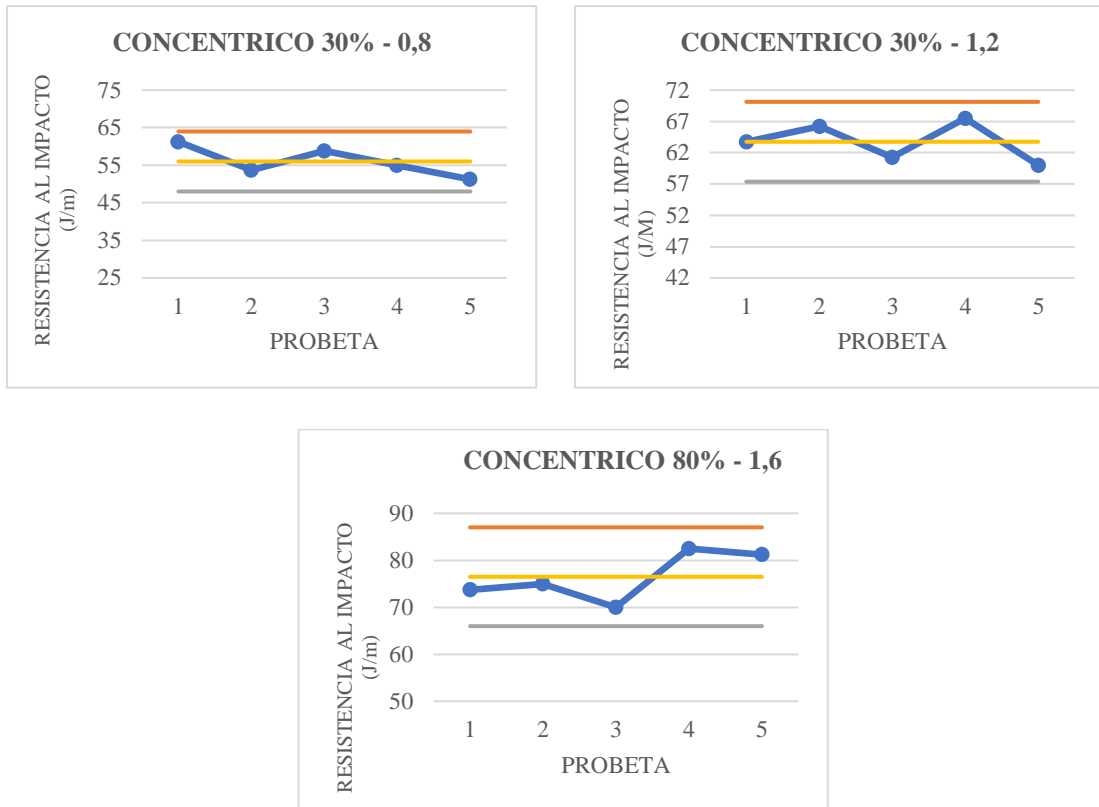 CONCENTRICO 30% - 0,8
RESISTENCIA AL IMPACTO
(J/m)
75
65
55
45
35
25
1 2 3 4 5
PROBETA
CONCENTRICO 30% - 1,2
RESISTENCIA AL IMPACTO
(J/M)
72
67
62
57
52
47
42
1 2 3 4 5
PROBETA
CONCENTRICO 80% - 1,6
RESISTENCIA AL IMPACTO
(J/m)
90
80
70
60
50
1 2 3 4 5
PROBETA